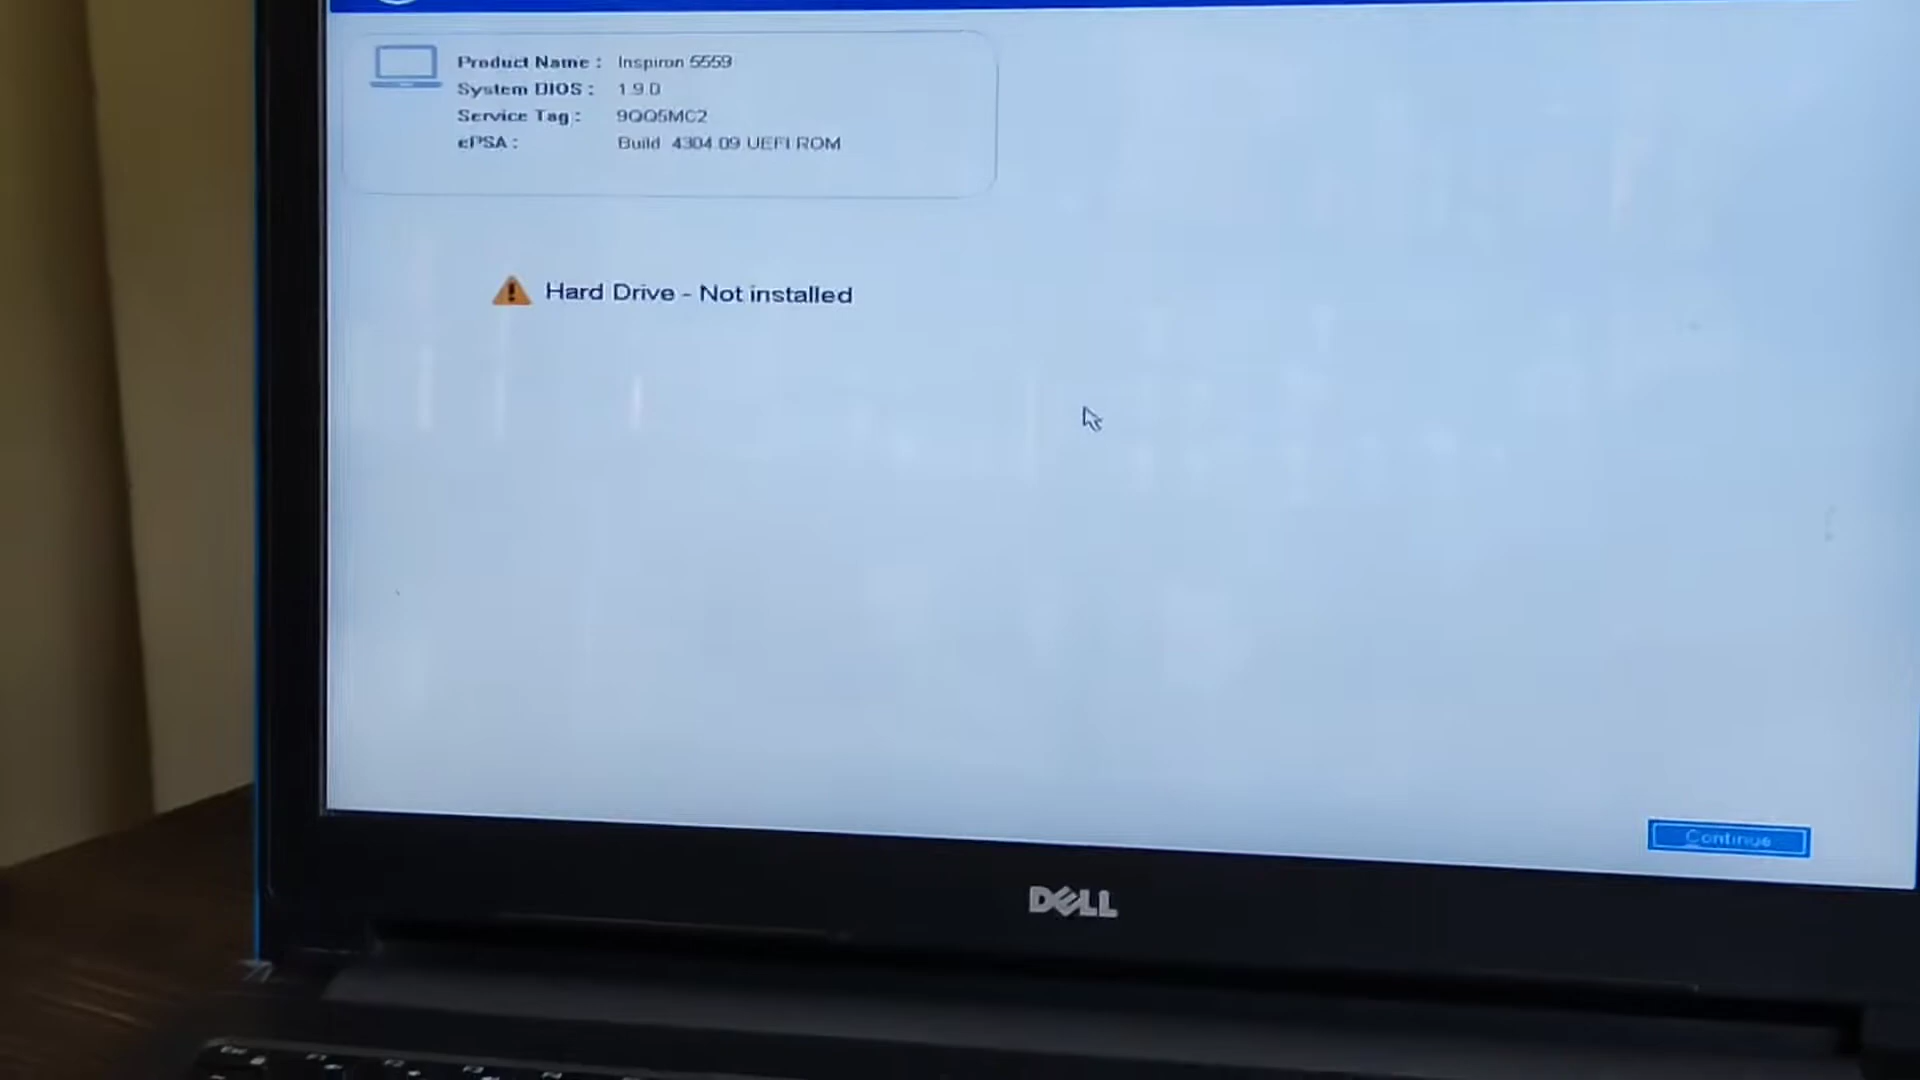 Product Name : Inspiron 5559
System BIOS : 1.9.0
Service Tag : 9QQ5MC2
ePSA : Build 4304.09 UEFI ROM
Hard Drive - Not installed
Continue
DELL